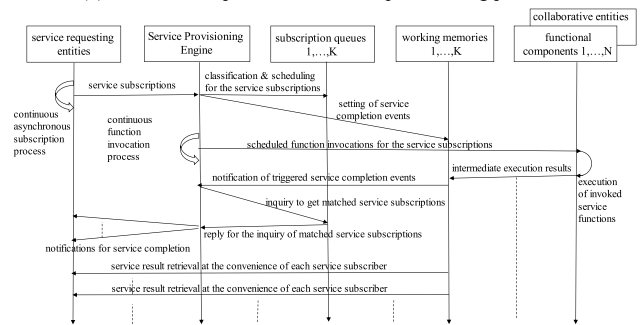 collaborative entities
service requesting
entities
Service Provisioning
Engine
subscription queues
1,…,K
working memories
1,…,K
functional
components 1,…,N
service subscriptions
classification & scheduling
for the service subscriptions
setting of service
completion events
continuous
asynchronous
subscription
process
continuous
function
invocation
process
scheduled function invocations for the service subscriptions
intermediate execution results
execution
of invoked
service
functions
notification of triggered service completion events
inquiry to get matched service subscriptions
reply for the inquiry of matched service subscriptions
notifications for service completion
service result retrieval at the convenience of each service subscriber
service result retrieval at the convenience of each service subscriber